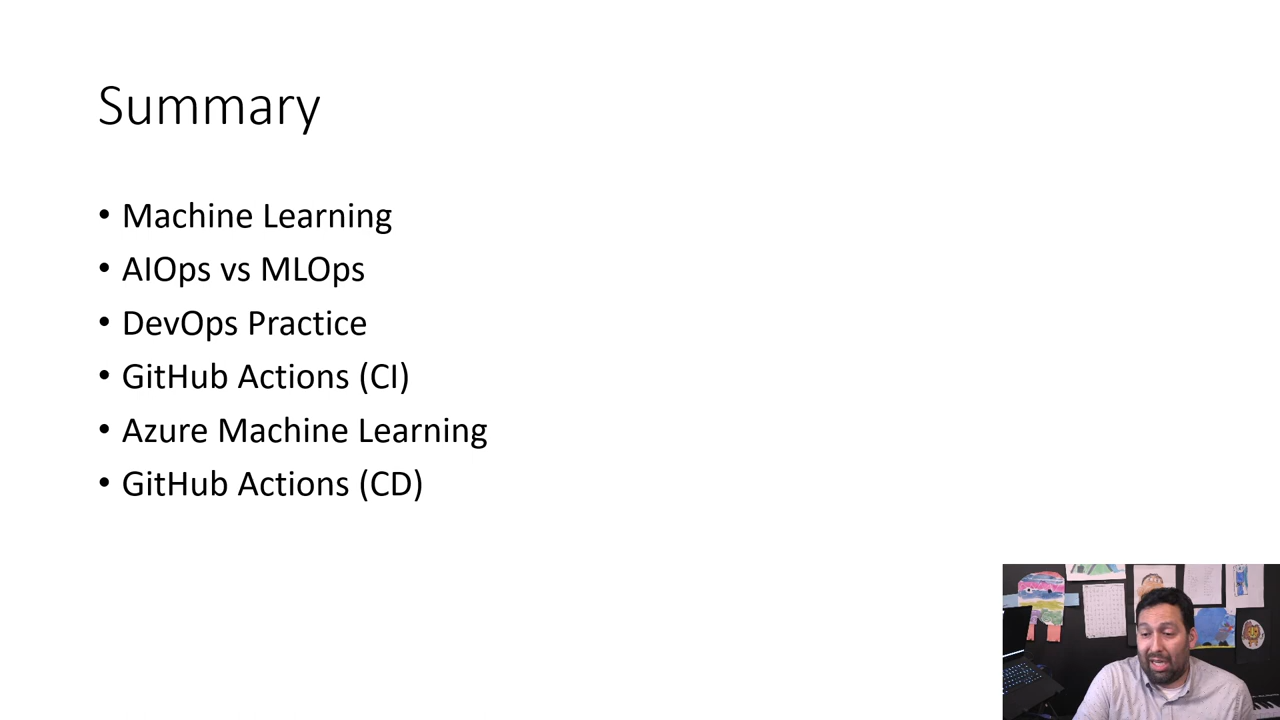 Summary
• Machine Learning
• AIOps vs MLOps
• DevOps Practice
• GitHub Actions (CI)
• Azure Machine Learning
• GitHub Actions (CD)